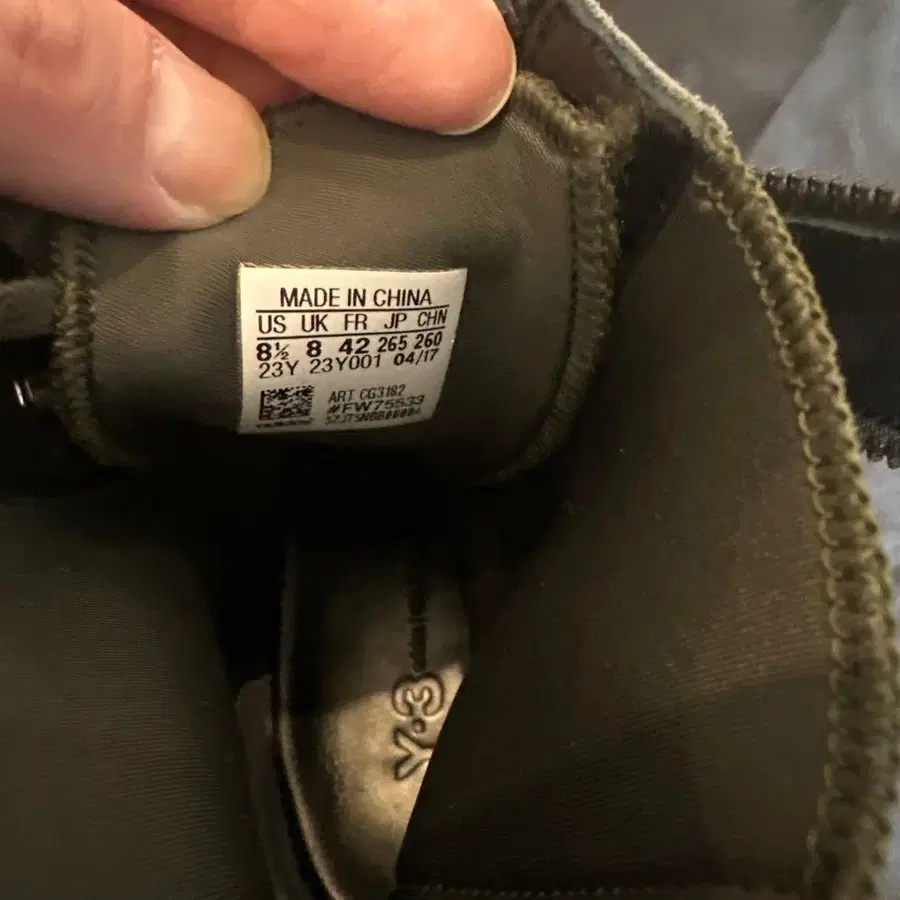 MADE IN CHINA
US UK FR JP CHN
8½ 8 42 265 260
23Y 23Y001 04/17
ART CG3182
#FW75533
adidas
Y·3